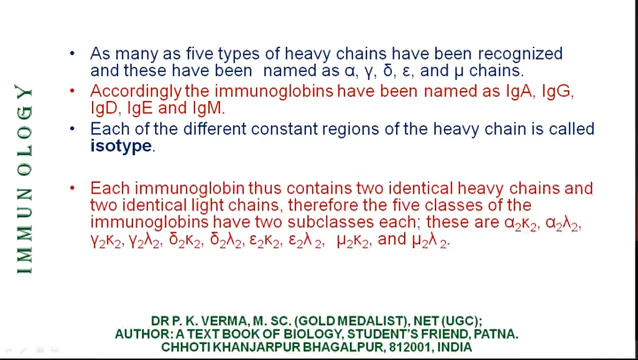 IMMUNOLOGY
• As many as five types of heavy chains have been recognized
and these have been named as α, γ, δ, ε, and μ chains.
• Accordingly the immunoglobins have been named as IgA, IgG,
IgD, IgE and IgM.
• Each of the different constant regions of the heavy chain is called
isotype.
• Each immunoglobin thus contains two identical heavy chains and
two identical light chains, therefore the five classes of the
immunoglobins have two subclasses each; these are α₂κ₂, α₂λ₂,
γ₂κ₂, γ₂λ₂, δ₂κ₂, δ₂λ₂, ε₂κ₂, ε₂λ₂, μ₂κ₂, and μ₂λ₂.
DR P. K. VERMA, M. SC. (GOLD MEDALIST), NET (UGC);
AUTHOR: A TEXT BOOK OF BIOLOGY, STUDENT'S FRIEND, PATNA.
CHHOTI KHANJARPUR BHAGALPUR, 812001, INDIA